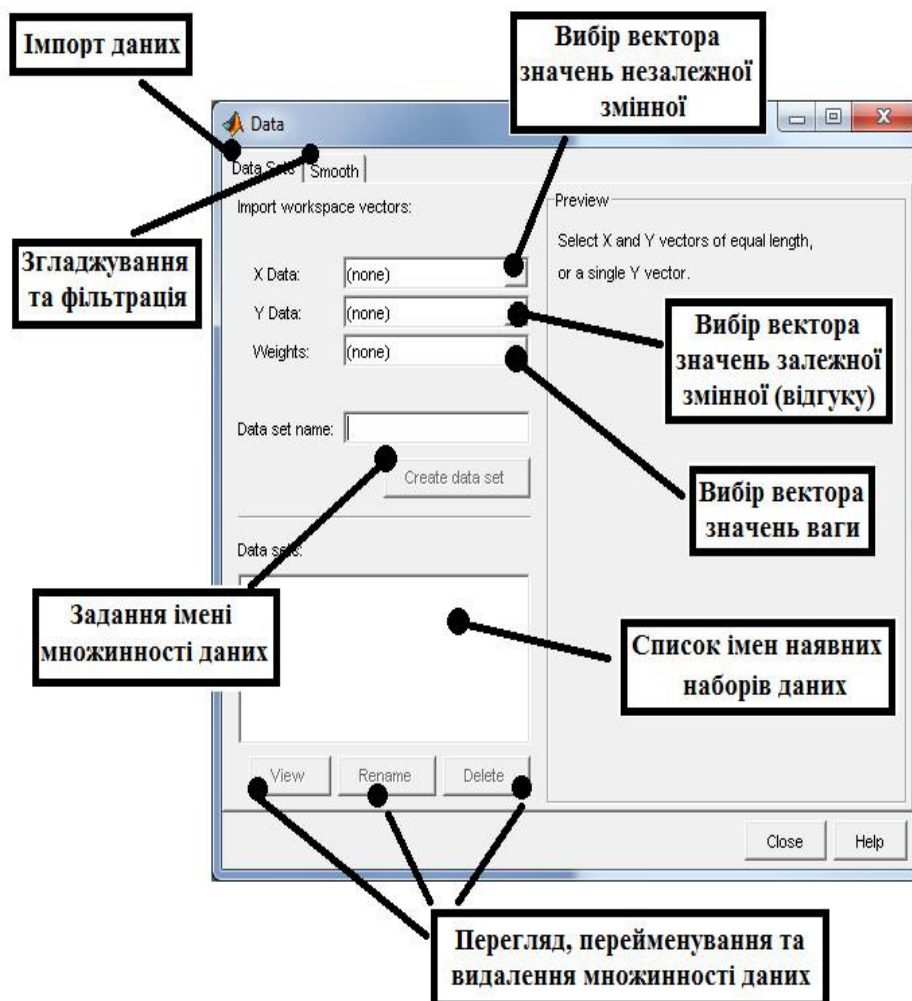 Імпорт даних
Вибір вектора
значень незалежної
змінної
Data
Data Sets
Smooth
Import workspace vectors:
Preview
Select X and Y vectors of equal length,
or a single Y vector.
Згладжування
та фільтрація
X Data:
(none)
Y Data:
(none)
Weights:
(none)
Вибір вектора
значень залежної
змінної (відгуку)
Data set name:
Create data set
Вибір вектора
значень ваги
Data sets:
Задання імені
множинності даних
Список імен наявних
наборів даних
View
Rename
Delete
Close
Help
Перегляд, перейменування та
видалення множинності даних